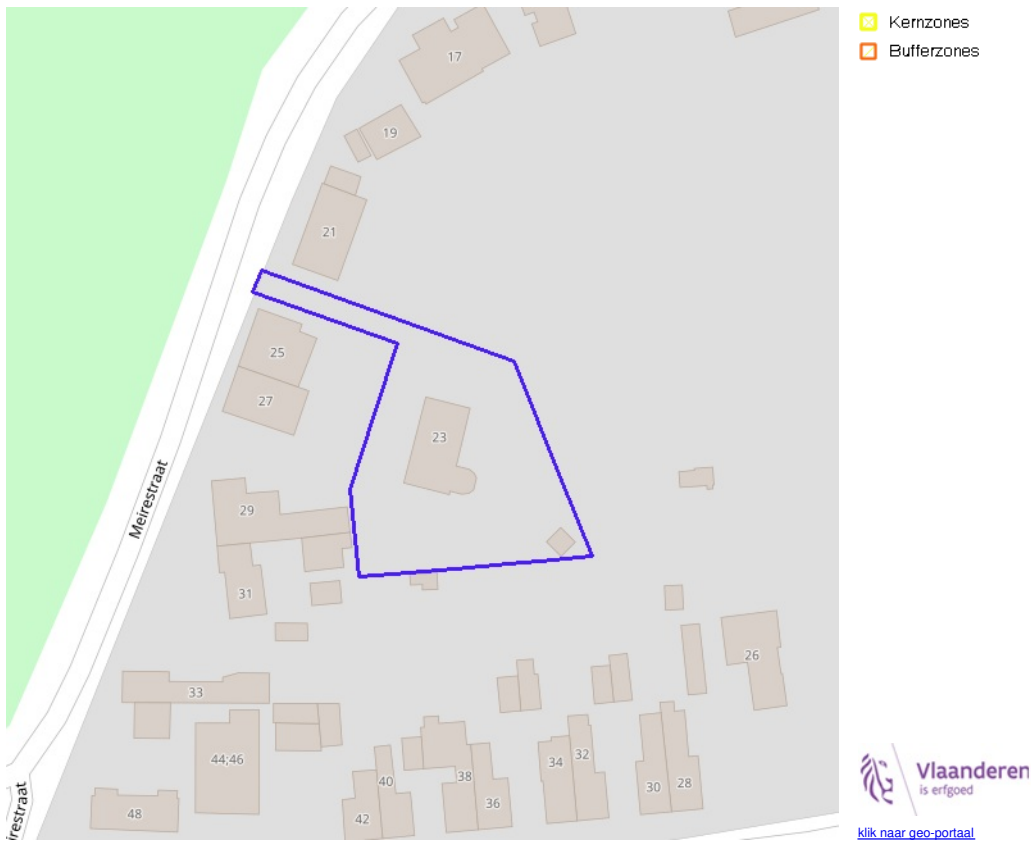 Kernzones
Bufferzones
17
19
21
25
27
23
Meirestraat
29
31
26
33
44;46
40
38
34
32
30
28
36
42
48
irestraat
Vlaanderen
is erfgoed
klik naar geo-portaal